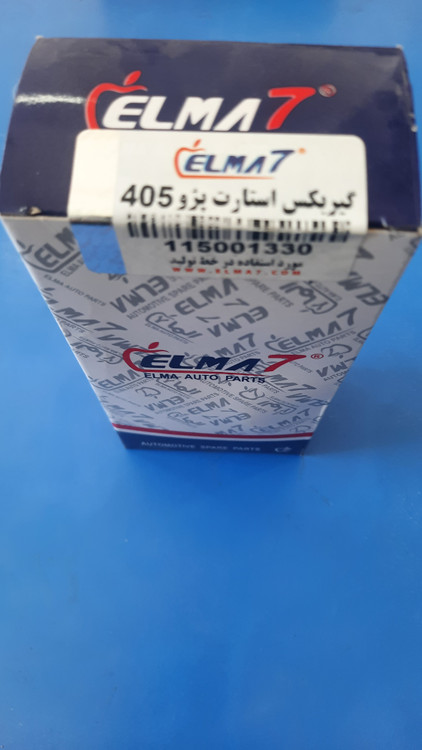 ELMA7®
ELMA7®
گیربکس استارت پژو 405
115001330
مورد استفاده در خط تولید
WWW.ELMA7.COM
ELMA7®
ELMA AUTO PARTS
AUTOMOTIVE SPARE PARTS